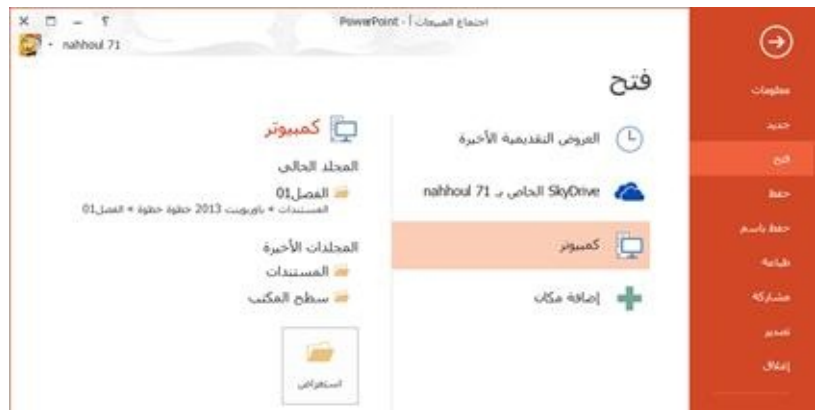 احتماع المبيعات أ - PowerPoint
nahhoul 71
معلومات
جديد
فتح
حفظ
حفظ باسم
طباعة
مشاركة
تصدير
إغلاق
فتح
العروض التقديمية الأخيرة
SkyDrive الخاص بـ nahhoul 71
كمبيوتر
إضافة مكان
كمبيوتر
المجلد الحالي
الفصل01
المستندات » باوربوينت 2013 خطوة خطوة » الفصل01
المجلدات الأخيرة
المستندات
سطح المكتب
استعراض